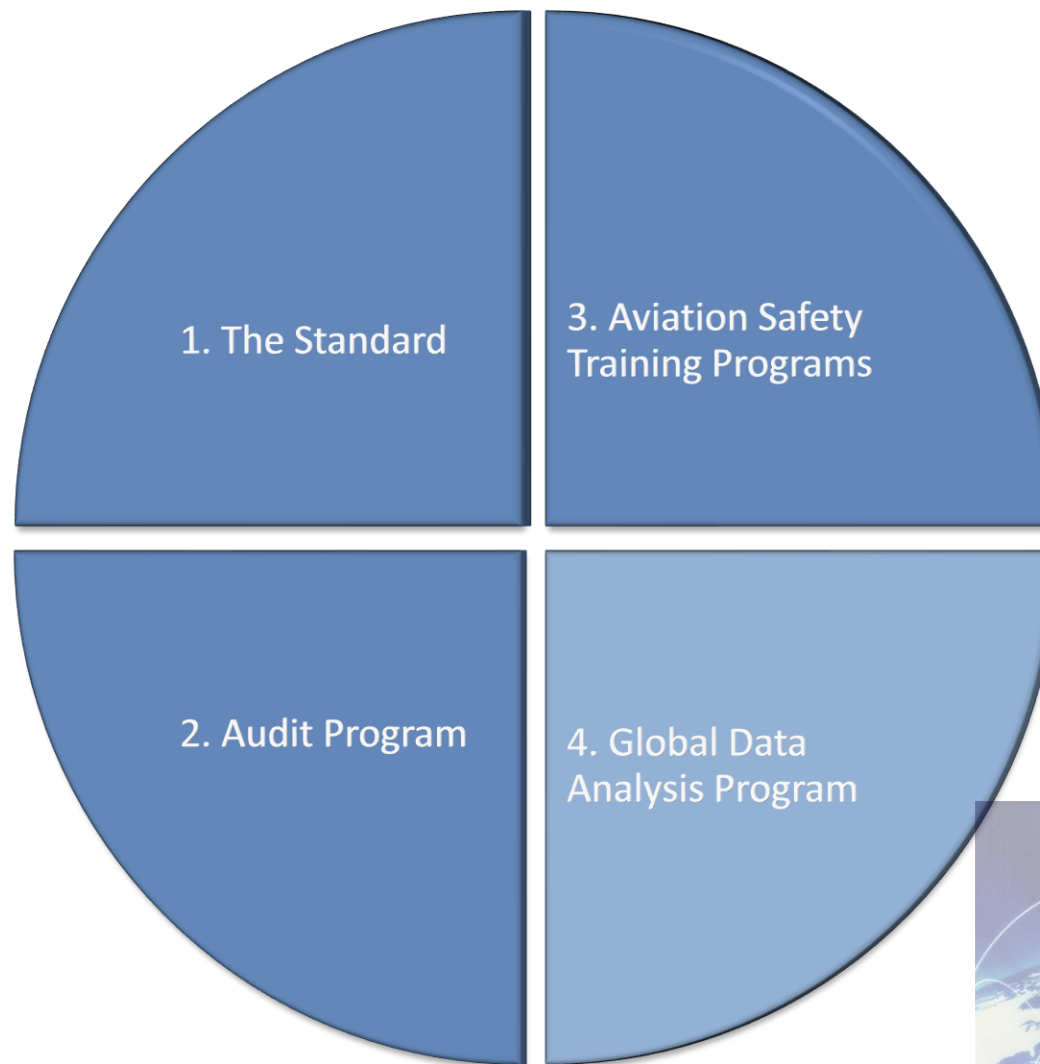 1. The Standard
2. Audit Program
3. Aviation Safety
Training Programs
4. Global Data
Analysis Program